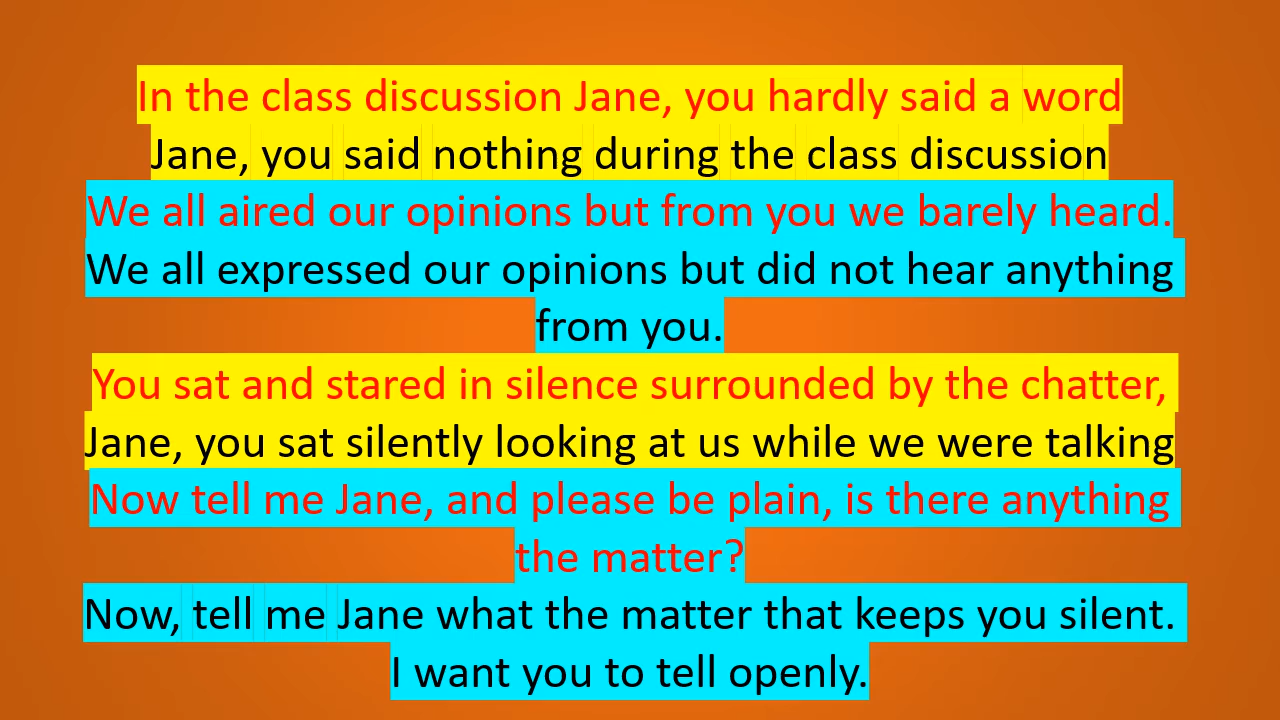 In the class discussion Jane, you hardly said a word
Jane, you said nothing during the class discussion
We all aired our opinions but from you we barely heard.
We all expressed our opinions but did not hear anything
from you.
You sat and stared in silence surrounded by the chatter,
Jane, you sat silently looking at us while we were talking
Now tell me Jane, and please be plain, is there anything
the matter?
Now, tell me Jane what the matter that keeps you silent.
I want you to tell openly.